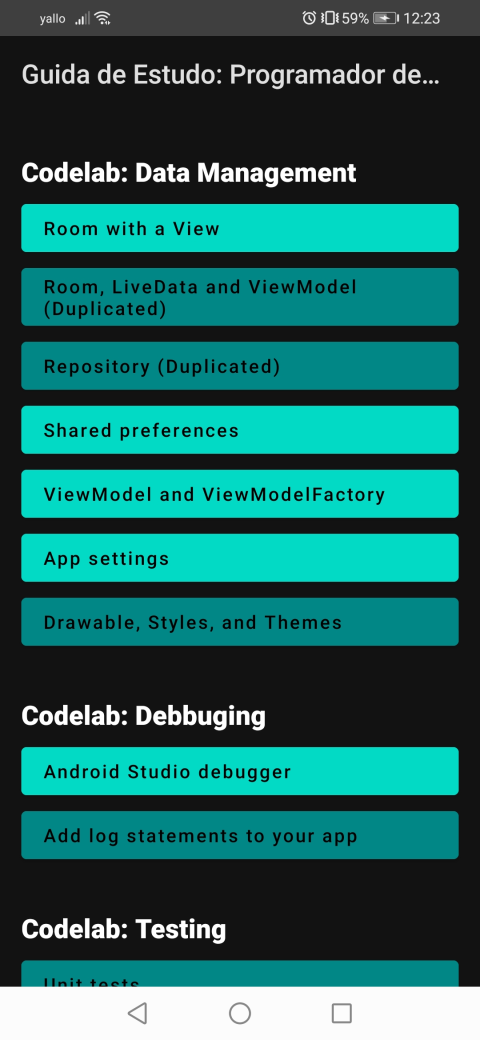 yallo 59% 12:23
Guida de Estudo: Programador de...
Codelab: Data Management
Room with a View
Room, LiveData and ViewModel
(Duplicated)
Repository (Duplicated)
Shared preferences
ViewModel and ViewModelFactory
App settings
Drawable, Styles, and Themes
Codelab: Debbuging
Android Studio debugger
Add log statements to your app
Codelab: Testing
Unit tests